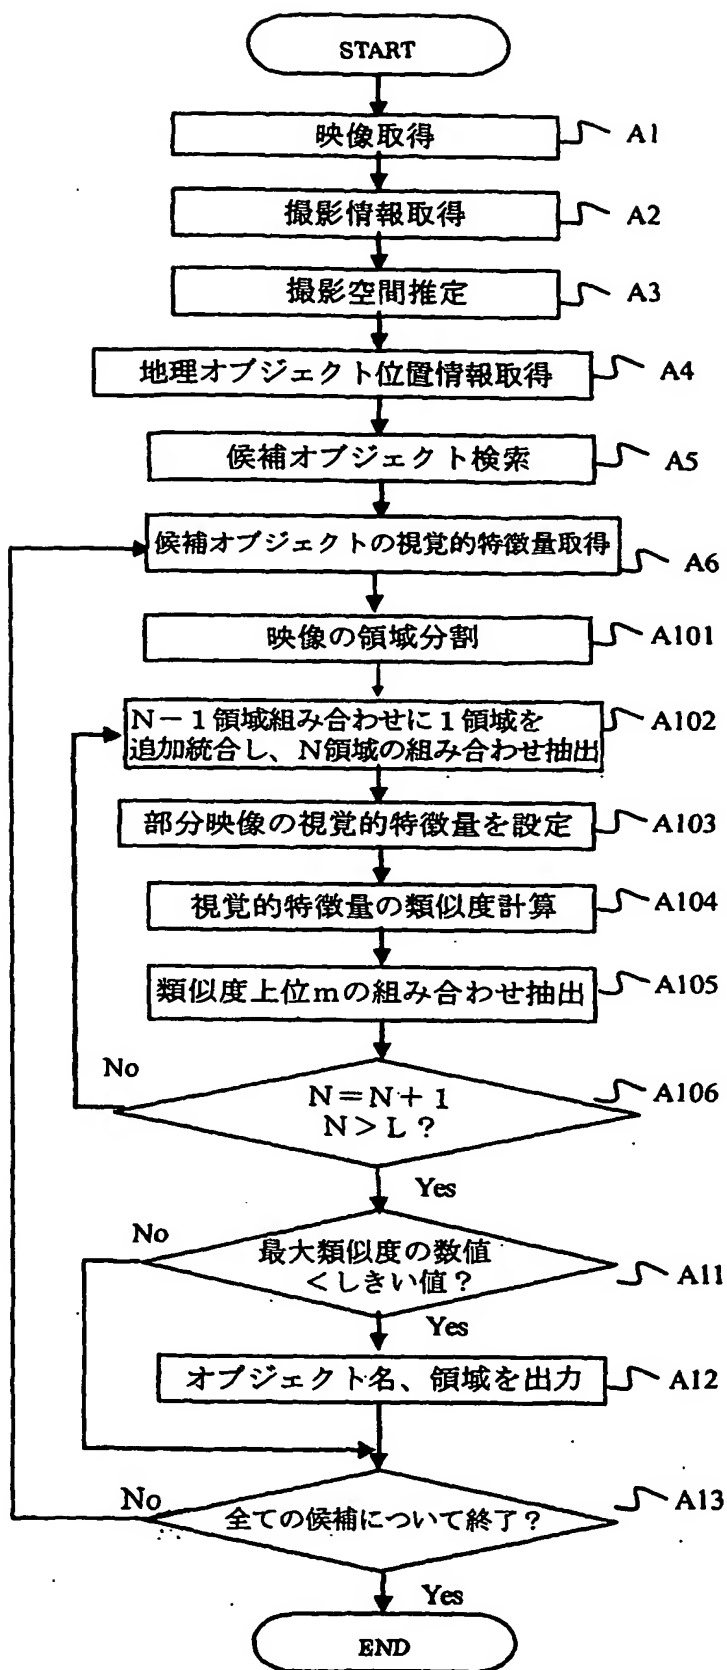 START
映像取得
A1
撮影情報取得
A2
撮影空間推定
A3
地理オブジェクト位置情報取得
A4
候補オブジェクト検索
A5
候補オブジェクトの視覚的特徴量取得
A6
映像の領域分割
A101
N－1領域組み合わせに1領域を
追加統合し、N領域の組み合わせ抽出
A102
部分映像の視覚的特徴量を設定
A103
視覚的特徴量の類似度計算
A104
類似度上位mの組み合わせ抽出
A105
No
N＝N＋1
N＞L？
A106
Yes
No
最大類似度の数値
＜しきい値？
A11
Yes
オブジェクト名、領域を出力
A12
No
全ての候補について終了？
A13
Yes
END